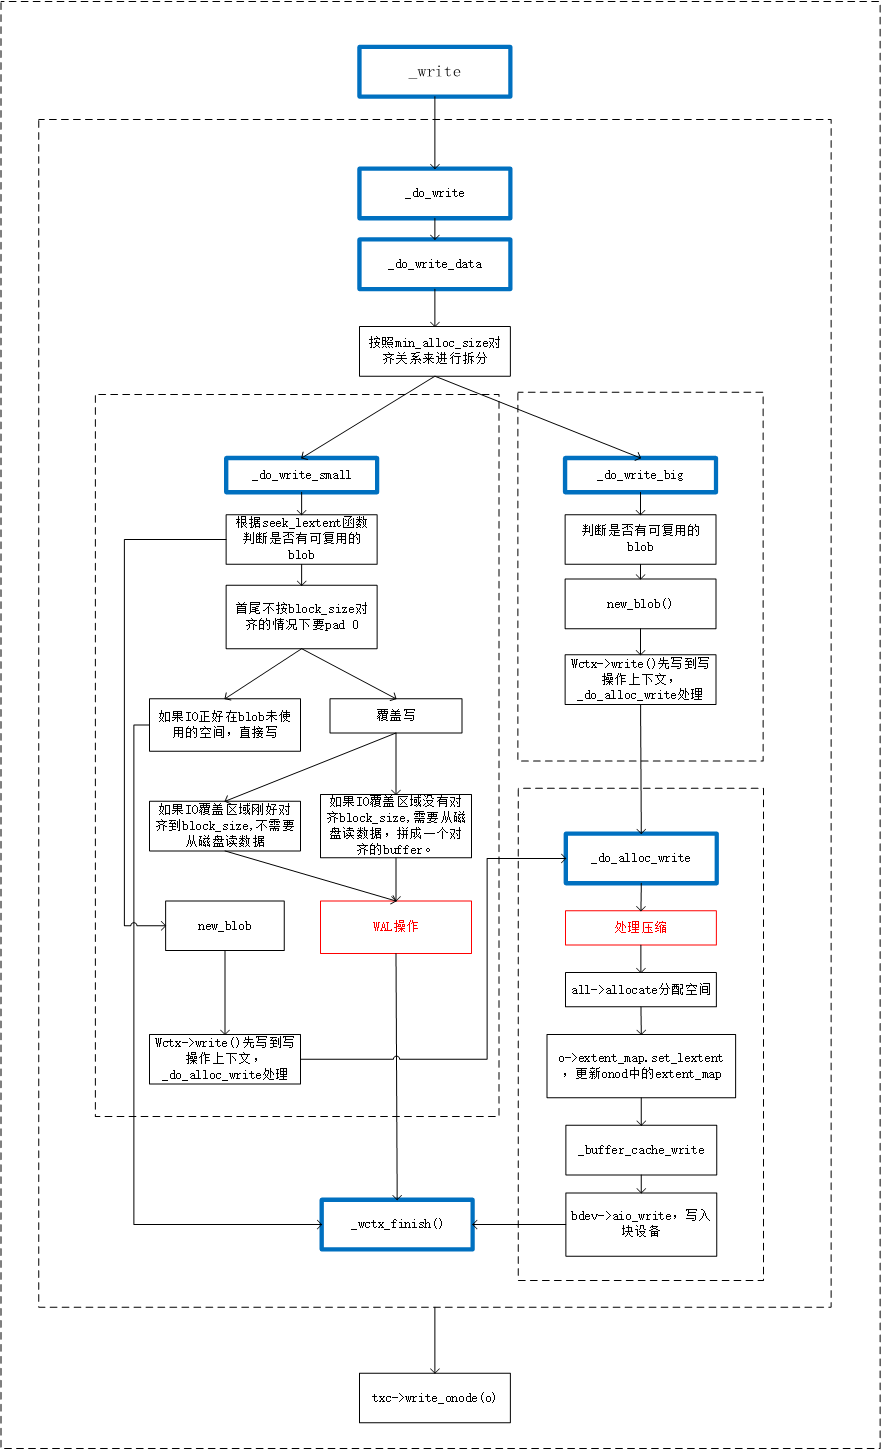 _write
_do_write
_do_write_data
按照min_alloc_size对
齐关系来进行拆分
_do_write_small
根据seek_lextent函数
判断是否有可复用的
blob
首尾不按block_size对
齐的情况下要pad 0
如果IO正好在blob未使
用的空间，直接写
覆盖写
如果IO覆盖区域刚好对
齐到block_size,不需要
从磁盘读数据
如果IO覆盖区域没有对
齐block_size,需要从磁
盘读数据，拼成一个对
齐的buffer。
new_blob
WAL操作
Wctx->write()先写到写
操作上下文，
_do_alloc_write处理
_do_write_big
判断是否有可复用的
blob
new_blob()
Wctx->write()先写到写
操作上下文，
_do_alloc_write处理
_do_alloc_write
处理压缩
all->allocate分配空间
o->extent_map.set_lextent
，更新onod中的extent_map
_buffer_cache_write
bdev->aio_write，写入
块设备
_wctx_finish()
txc->write_onode(o)